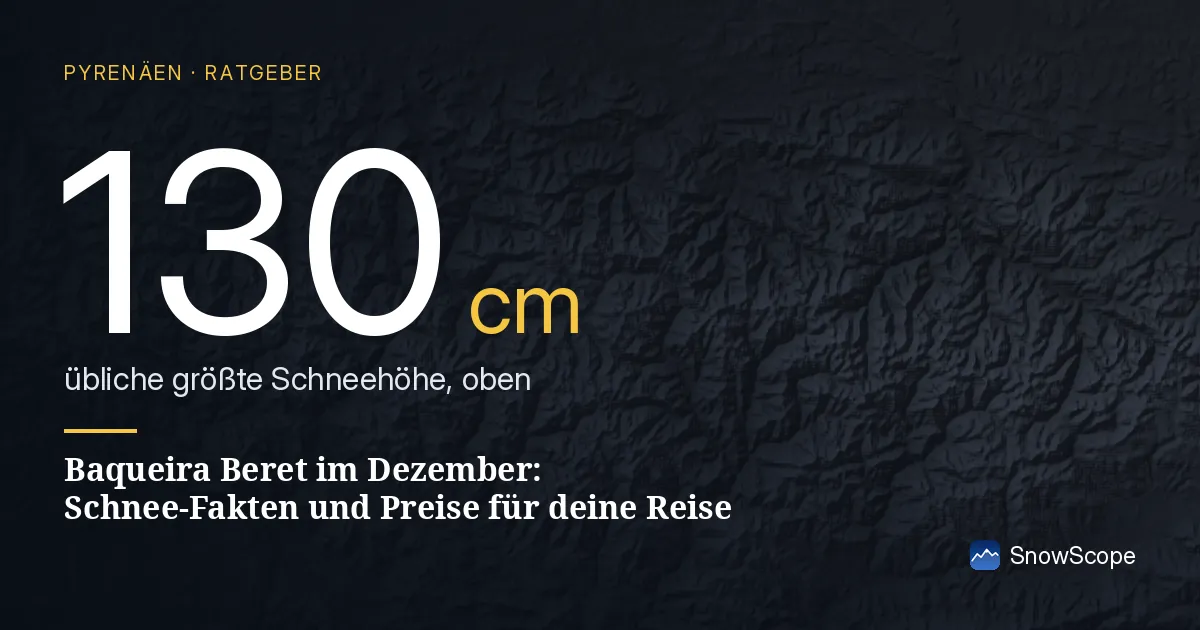 PYRENÄEN · RATGEBER
130 cm
übliche größte Schneehöhe, oben
Baqueira Beret im Dezember:
Schnee-Fakten und Preise für deine Reise
SnowScope